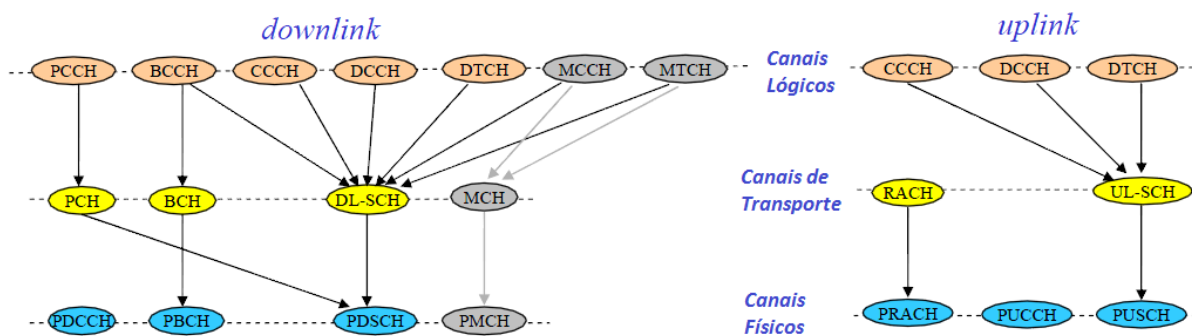 downlink
uplink
PCCH BCCH CCCH DCCH DTCH MCCH MTCH
Canais
Lógicos
CCCH DCCH DTCH
PCH BCH DL-SCH MCH
Canais de
Transporte
RACH UL-SCH
PDCCH PBCH PDSCH PMCH
Canais
Físicos
PRACH PUCCH PUSCH